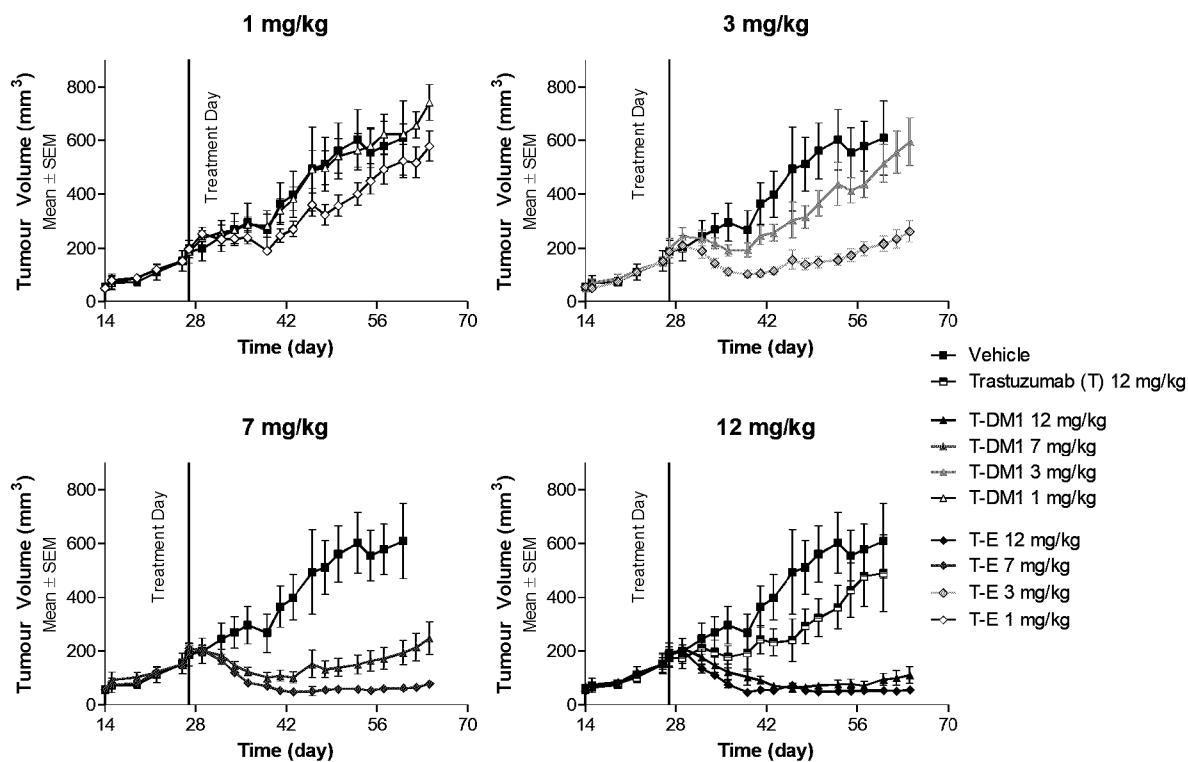 1 mg/kg
Tumour Volume (mm³)
Mean ± SEM
800
600
400
200
0
Treatment Day
14 28 42 56 70
Time (day)
3 mg/kg
Tumour Volume (mm³)
Mean ± SEM
800
600
400
200
0
Treatment Day
14 28 42 56 70
Time (day)
7 mg/kg
Tumour Volume (mm³)
Mean ± SEM
800
600
400
200
0
Treatment Day
14 28 42 56 70
Time (day)
12 mg/kg
Tumour Volume (mm³)
Mean ± SEM
800
600
400
200
0
Treatment Day
14 28 42 56 70
Time (day)
Vehicle
Trastuzumab (T) 12 mg/kg
T-DM1 12 mg/kg
T-DM1 7 mg/kg
T-DM1 3 mg/kg
T-DM1 1 mg/kg
T-E 12 mg/kg
T-E 7 mg/kg
T-E 3 mg/kg
T-E 1 mg/kg